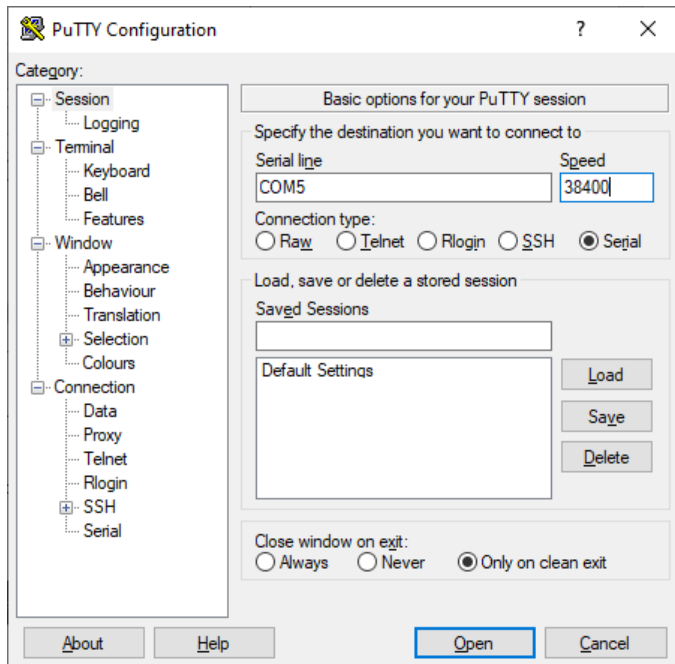 PuTTY Configuration
? ×
Category:
Session
Logging
Terminal
Keyboard
Bell
Features
Window
Appearance
Behaviour
Translation
Selection
Colours
Connection
Data
Proxy
Telnet
Rlogin
SSH
Serial
Basic options for your PuTTY session
Specify the destination you want to connect to
Serial line Speed
COM5 38400
Connection type:
Raw Telnet Rlogin SSH Serial
Load, save or delete a stored session
Saved Sessions
Default Settings
Load
Save
Delete
Close window on exit:
Always Never Only on clean exit
About Help Open Cancel